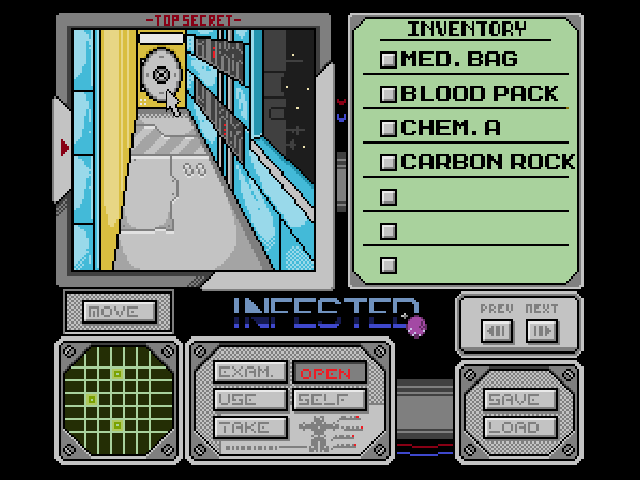 -TOP SECRET-
INVENTORY
MED. BAG
BLOOD PACK
CHEM. A
CARBON ROCK
MOVE
INFESTED
PREV NEXT
EXAM. OPEN
USE SELF
TAKE
SAVE
LOAD